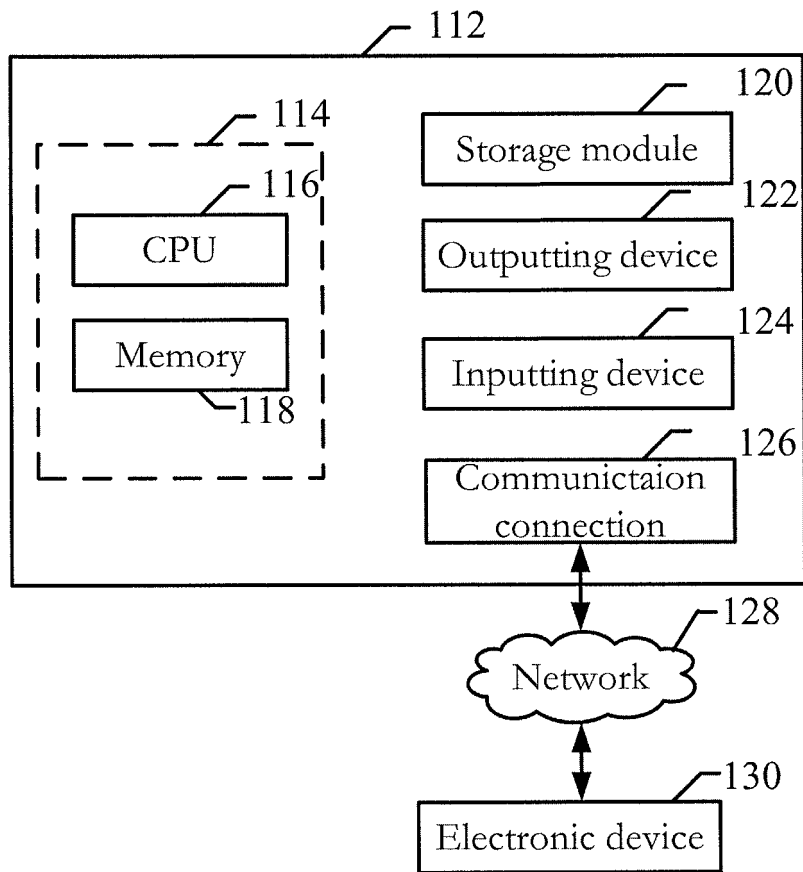 112
114
116
CPU
Memory
118
120
Storage module
122
Outputting device
124
Inputting device
126
Communictaion
connection
128
Network
130
Electronic device